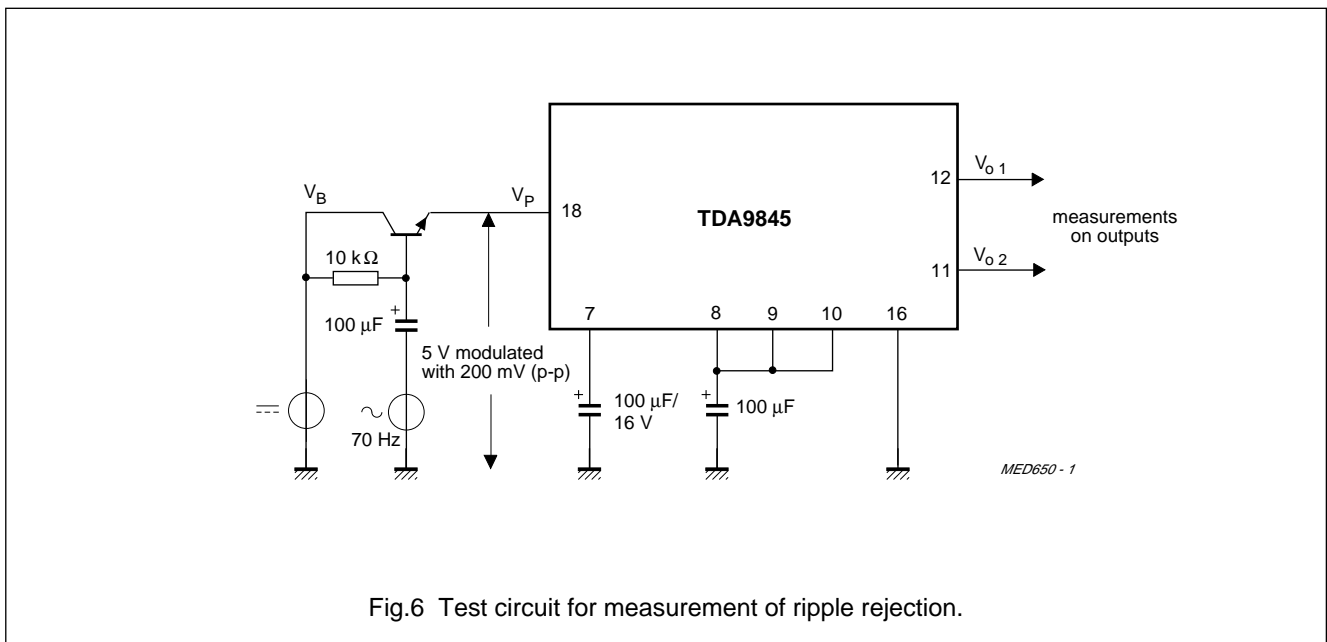 V_B
V_P
10 kΩ
+
100 μF
70 Hz
5 V modulated
with 200 mV (p-p)
18
TDA9845
12
V_o 1
measurements
on outputs
11
V_o 2
7
8
9
10
16
+
100 μF/
16 V
+
100 μF
MED650 - 1
Fig.6 Test circuit for measurement of ripple rejection.